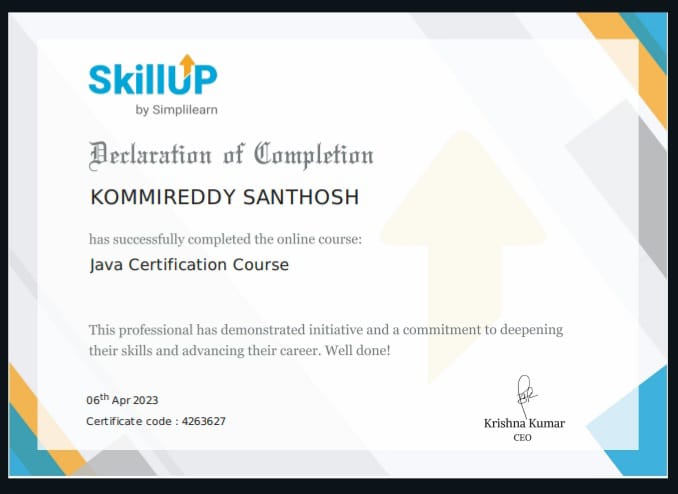 SkillUP
by Simplilearn
Declaration of Completion
KOMMIREDDY SANTHOSH
has successfully completed the online course:
Java Certification Course
This professional has demonstrated initiative and a commitment to deepening
their skills and advancing their career. Well done!
06th Apr 2023
Certificate code : 4263627
Krishna Kumar
CEO